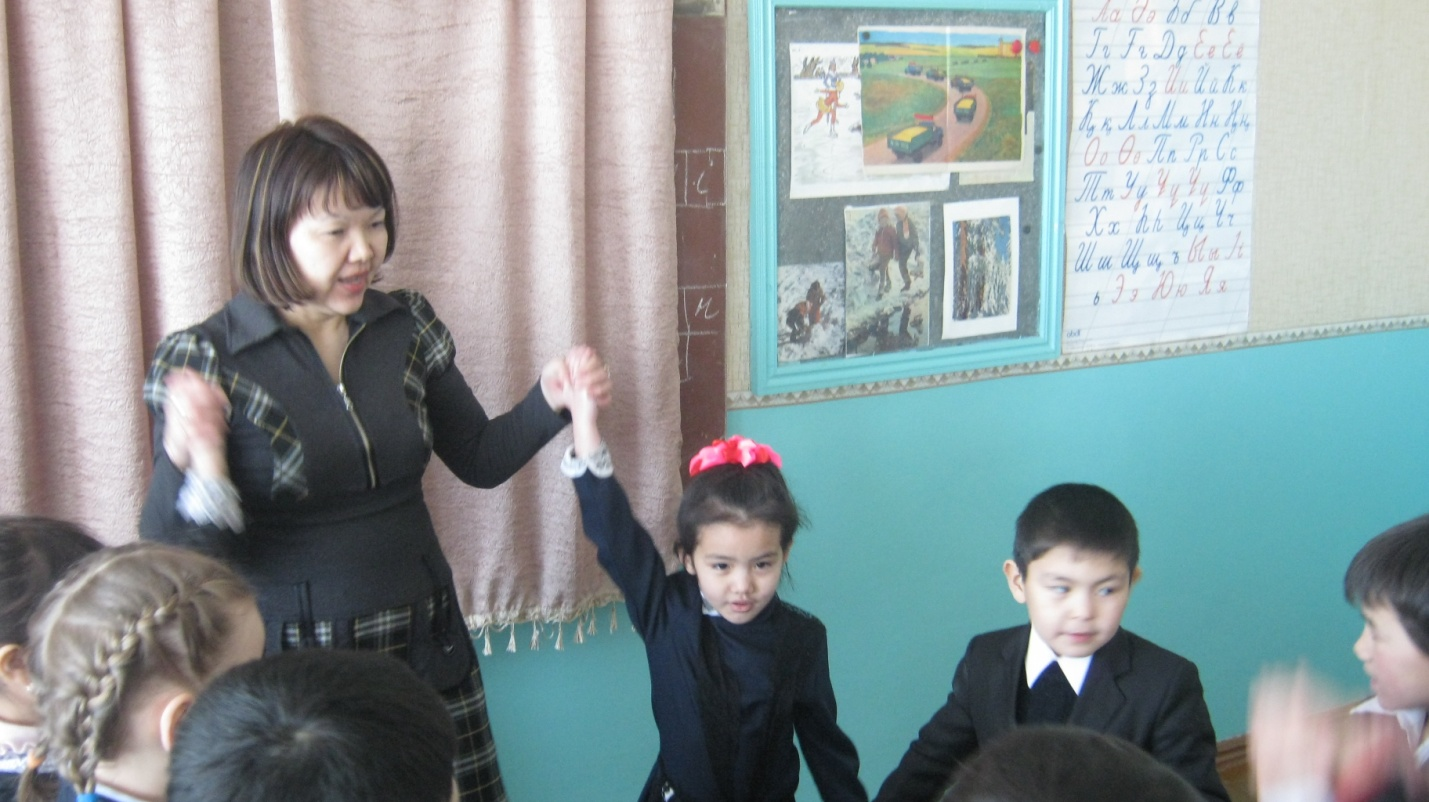 Аа Әә Бб Вв
Гг Ғғ Дд Ее Ёё
Жж Зз Ии Йй Кк
Ққ Лл Мм Нн Ңң
Оо Өө Пп Рр Сс
Тт Уу Ұұ Үү Фф
Хх Һһ Цц Чч
Шш Щщ ъ Ыы Іі
ь Ээ Юю Яя